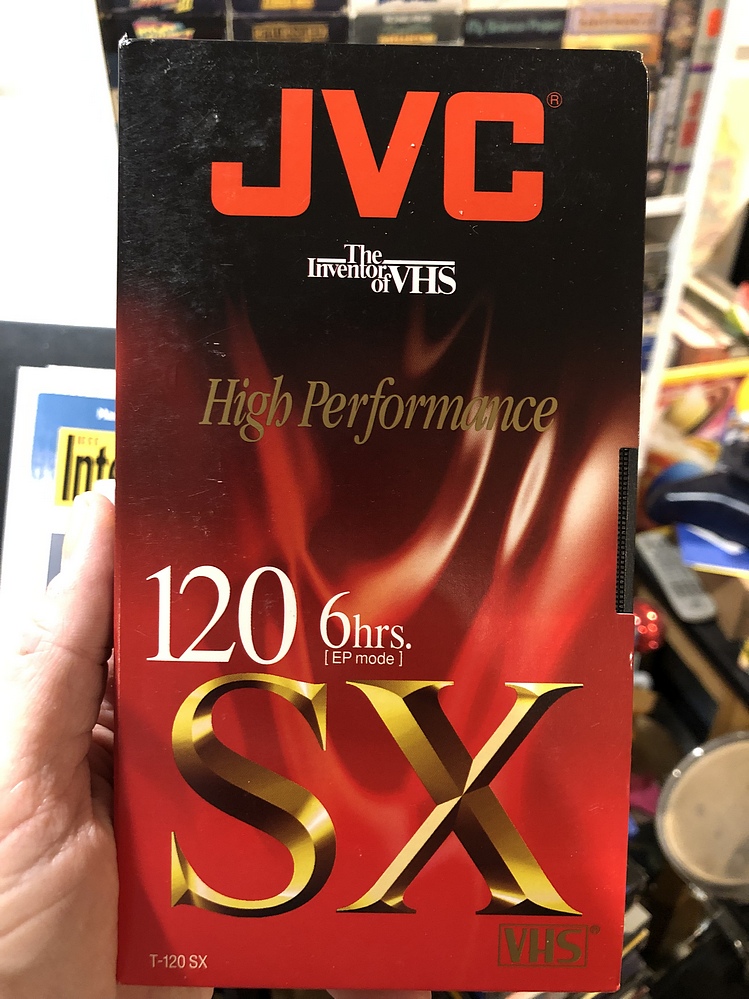 JVC®
The
Inventor
of VHS
High Performance
120 6hrs.
[ EP mode ]
SX
VHS®
T-120 SX